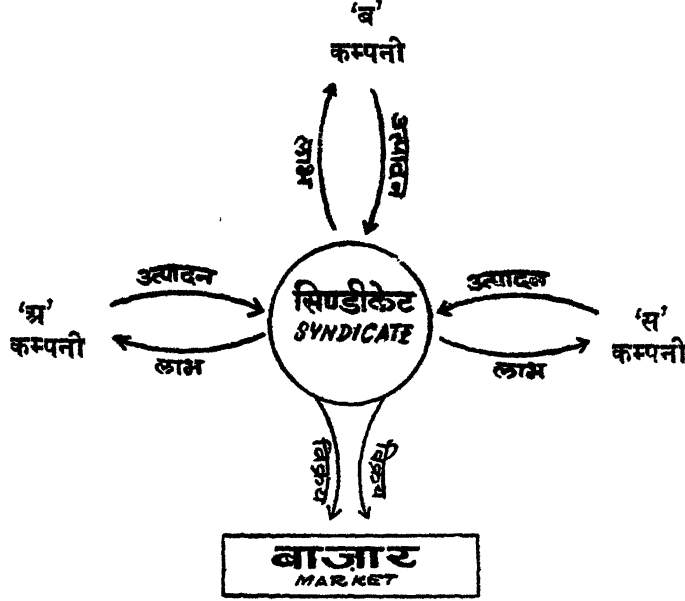 ‘ब’
कम्पनी
लाभ
उत्पादन
उत्पादन
उत्पादन
‘अ’
कम्पनी
सिण्डीकेट
SYNDICATE
‘स’
कम्पनी
लाभ
लाभ
विक्रय
विक्रय
बाज़ार
MARKET